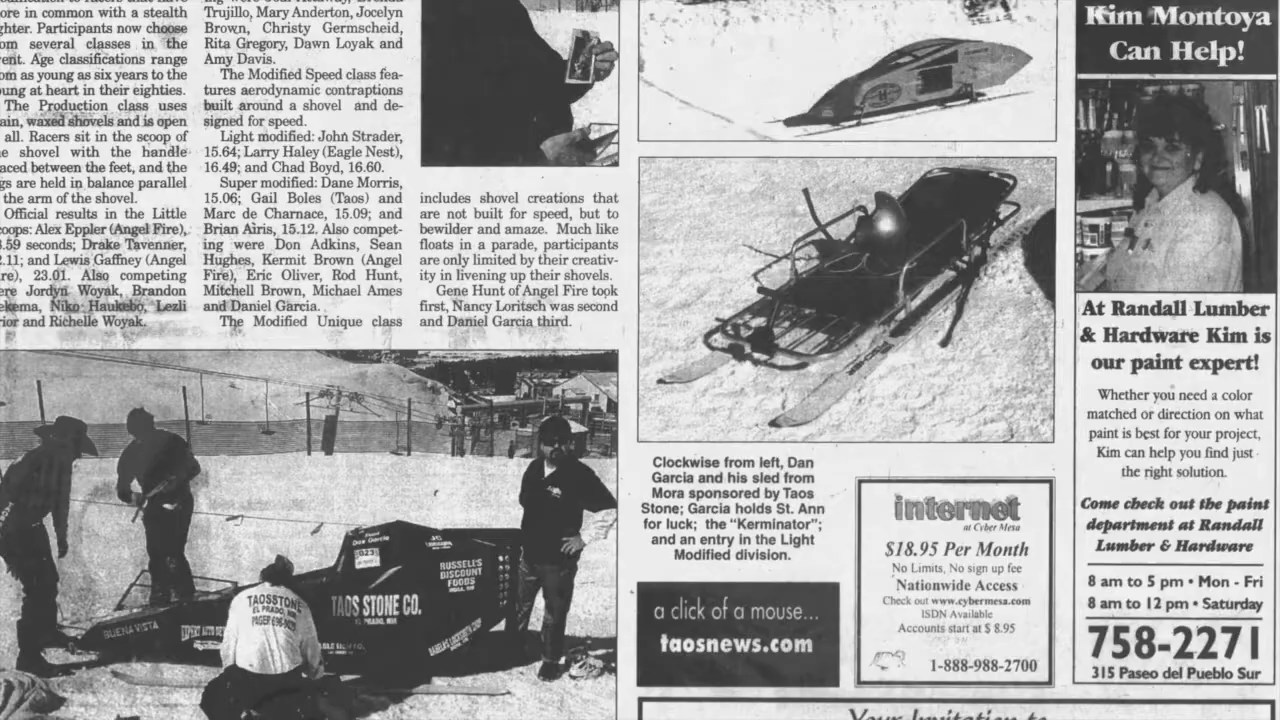 ore in common with a stealth
ghter. Participants now choose
om several classes in the
ent. Age classifications range
om as young as six years to the
ung at heart in their eighties.
The Production class uses
ain, waxed shovels and is open
all. Racers sit in the scoop of
e shovel with the handle
aced between the feet, and the
gs are held in balance parallel
the arm of the shovel.
Official results in the Little
coops: Alex Eppler (Angel Fire),
.59 seconds; Drake Tavenner,
.11; and Lewis Gaffney (Angel
re), 23.01. Also competing
ere Jordyn Woyak, Brandon
ekema, Niko Haukebo, Lezli
rior and Richelle Woyak.
Trujillo, Mary Anderton, Jocelyn
Brown, Christy Germscheid,
Rita Gregory, Dawn Loyak and
Amy Davis.
The Modified Speed class fea-
tures aerodynamic contraptions
built around a shovel and de-
signed for speed.
Light modified: John Strader,
15.64; Larry Haley (Eagle Nest),
16.49; and Chad Boyd, 16.60.
Super modified: Dane Morris,
15.06; Gail Boles (Taos) and
Marc de Charnace, 15.09; and
Brian Airis, 15.12. Also compet-
ing were Don Adkins, Sean
Hughes, Kermit Brown (Angel
Fire), Eric Oliver, Rod Hunt,
Mitchell Brown, Michael Ames
and Daniel Garcia.
The Modified Unique class
includes shovel creations that
are not built for speed, but to
bewilder and amaze. Much like
floats in a parade, participants
are only limited by their creativ-
ity in livening up their shovels.
Gene Hunt of Angel Fire took
first, Nancy Loritsch was second
and Daniel Garcia third.
Dan Garcia
BUENA VISTA
EXPERT AUTO
TAOS STONE
EL PRADO, NM
PAGER
TAOS STONE CO.
EL PRADO, NM
RUSSELL'S
DISCOUNT
FOODS
MORA, NM
Clockwise from left, Dan
Garcia and his sled from
Mora sponsored by Taos
Stone; Garcia holds St. Ann
for luck; the "Kerminator";
and an entry in the Light
Modified division.
a click of a mouse...
taosnews.com
internet
at Cyber Mesa
$18.95 Per Month
No Limits, No sign up fee
Nationwide Access
Check out www.cybermesa.com
ISDN Available
Accounts start at $ 8.95
1-888-988-2700
Kim Montoya
Can Help!
At Randall Lumber
& Hardware Kim is
our paint expert!
Whether you need a color
matched or direction on what
paint is best for your project,
Kim can help you find just
the right solution.
Come check out the paint
department at Randall
Lumber & Hardware
8 am to 5 pm • Mon - Fri
8 am to 12 pm • Saturday
758-2271
315 Paseo del Pueblo Sur
Your Invitation to